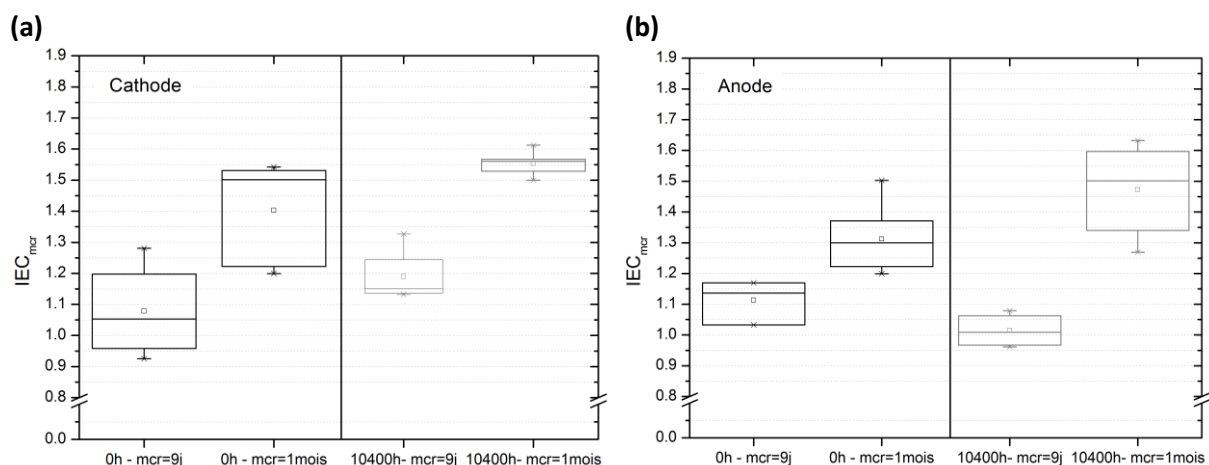 (a)
Cathode
IEC_mcr
1.9
1.8
1.7
1.6
1.5
1.4
1.3
1.2
1.1
1.0
0.9
0.8
0.0
0h - mcr=9j
0h - mcr=1mois
10400h- mcr=9j
10400h- mcr=1mois
(b)
Anode
IEC_mcr
1.9
1.8
1.7
1.6
1.5
1.4
1.3
1.2
1.1
1.0
0.9
0.8
0.0
0h - mcr=9j
0h - mcr=1mois
10400h- mcr=9j
10400h- mcr=1mois